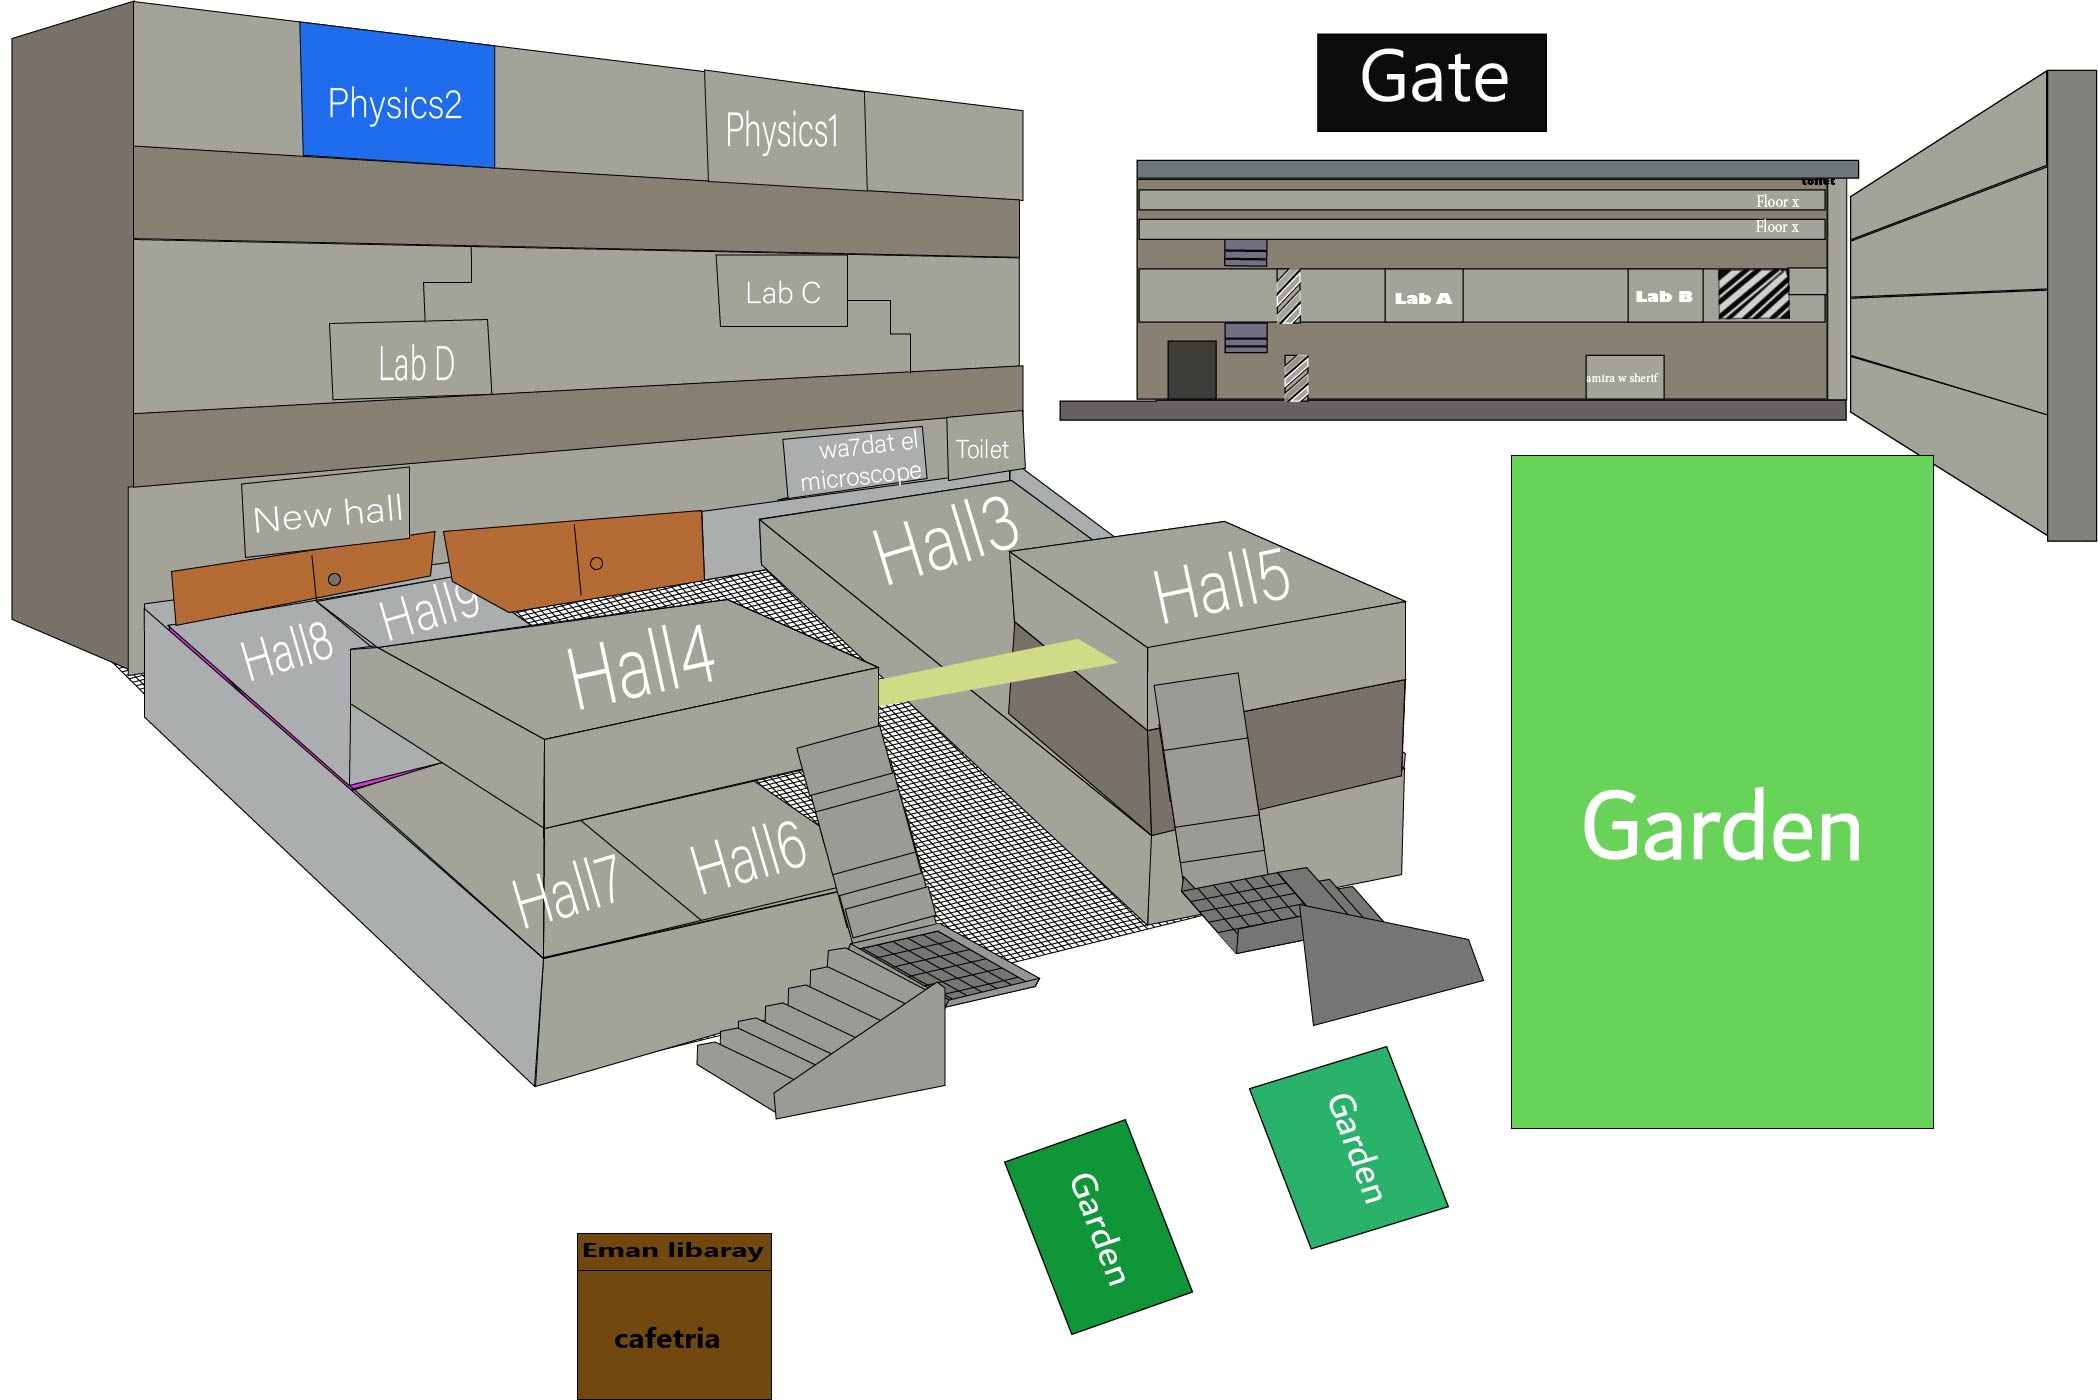 Gate
Physics2
Physics1
toilet
Floor x
Floor x
Lab C
Lab A
Lab B
Lab D
amira w sherif
wa7dat el
microscope
Toilet
New hall
Hall3
Hall5
Hall9
Hall8
Hall4
Garden
Hall6
Hall7
Garden
Garden
Eman libaray
cafetria